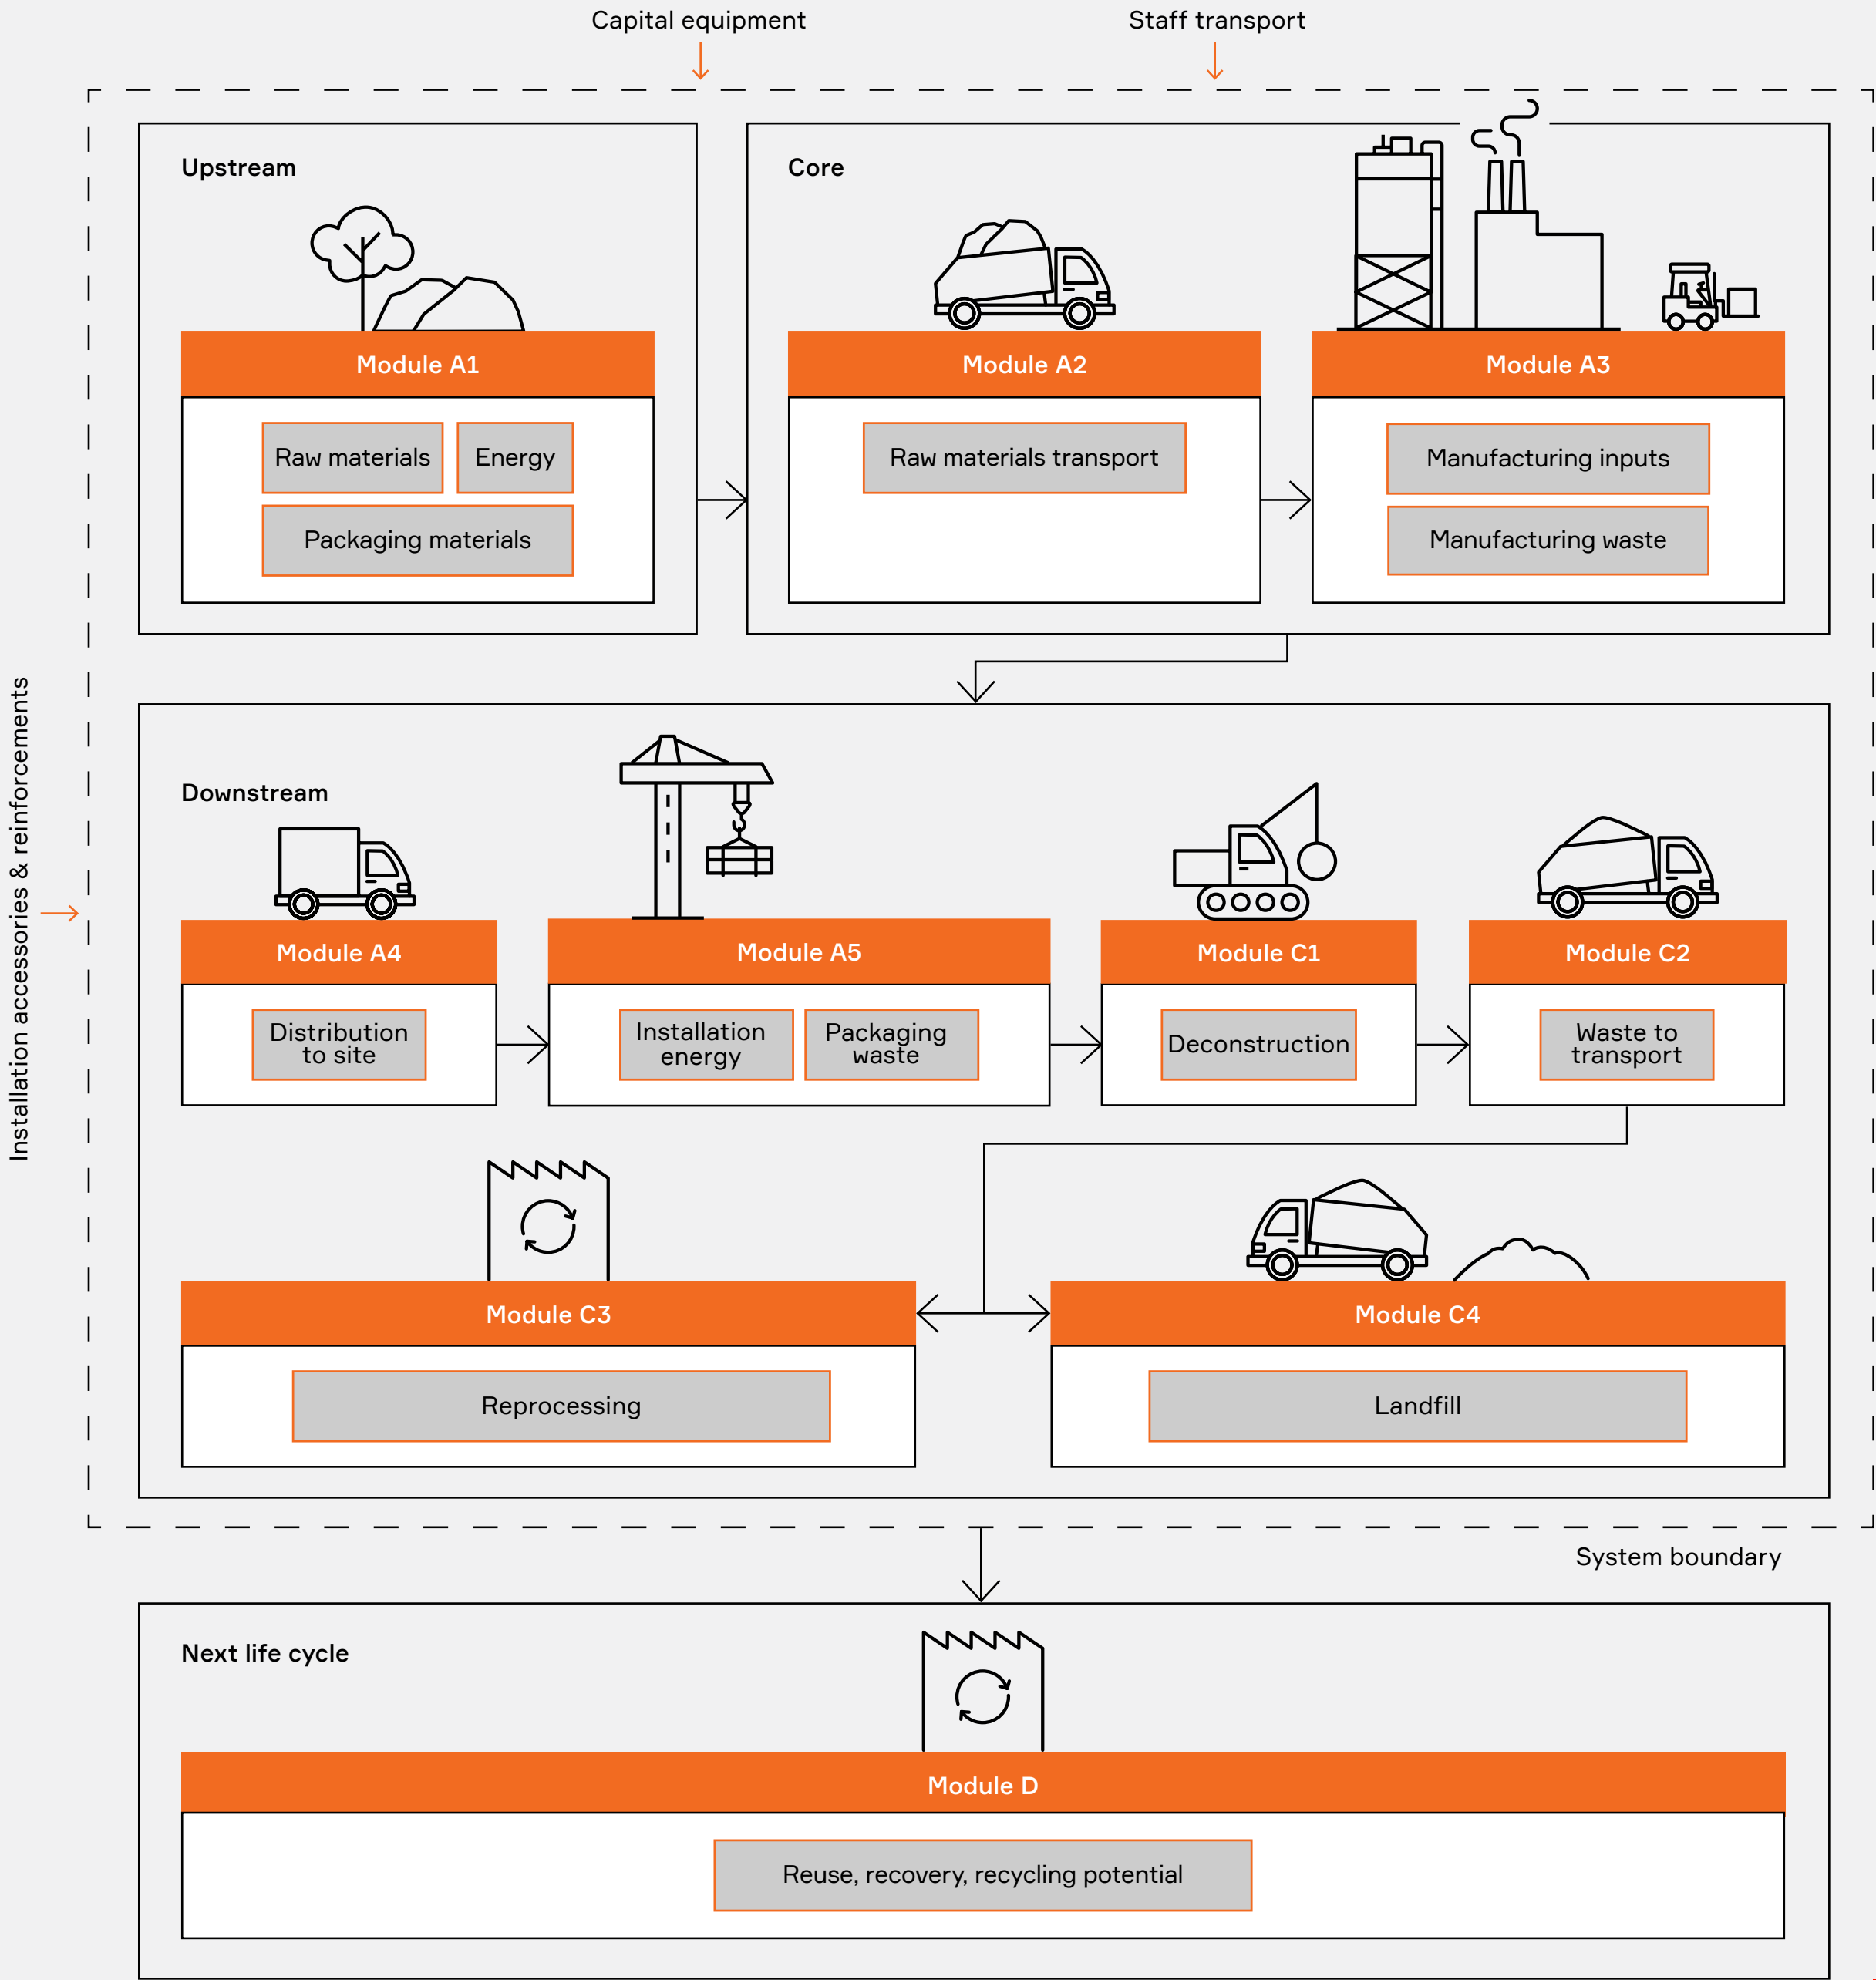 Capital equipment
Staff transport
Upstream
Core
Module A1
Module A2
Module A3
Raw materials
Energy
Raw materials transport
Manufacturing inputs
Packaging materials
Manufacturing waste
Installation accessories & reinforcements
Downstream
Module A4
Module A5
Module C1
Module C2
Distribution
to site
Installation
energy
Packaging
waste
Deconstruction
Waste to
transport
Module C3
Module C4
Reprocessing
Landfill
System boundary
Next life cycle
Module D
Reuse, recovery, recycling potential